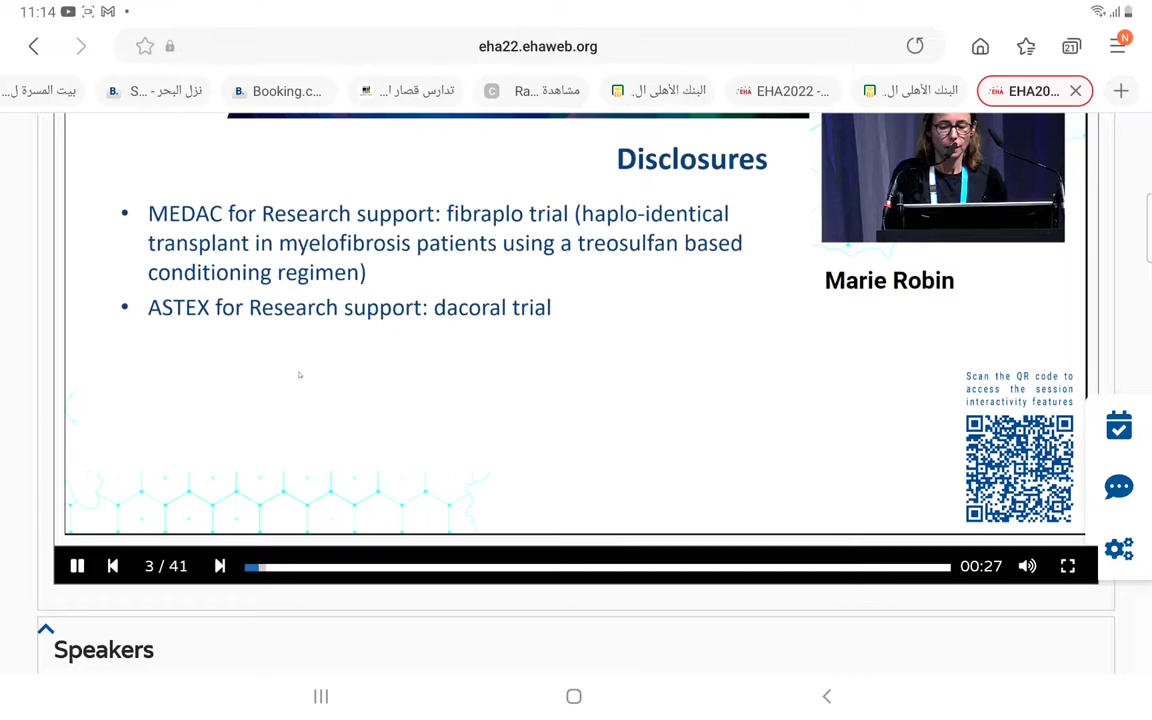 11:14
eha22.ehaweb.org
21
N
بيت المسرة ل...
B. نزل البحر - ...S
B. Booking.c...
تدارس قصار ا...
C مشاهدة Ra...
البنك الأهلي ال...
EHA EHA2022 -...
البنك الأهلي ال...
EHA EHA20...
Disclosures
• MEDAC for Research support: fibraplo trial (haplo-identical
transplant in myelofibrosis patients using a treosulfan based
conditioning regimen)
• ASTEX for Research support: dacoral trial
Marie Robin
Scan the QR code to
access the session
interactivity features
3 / 41
00:27
Speakers